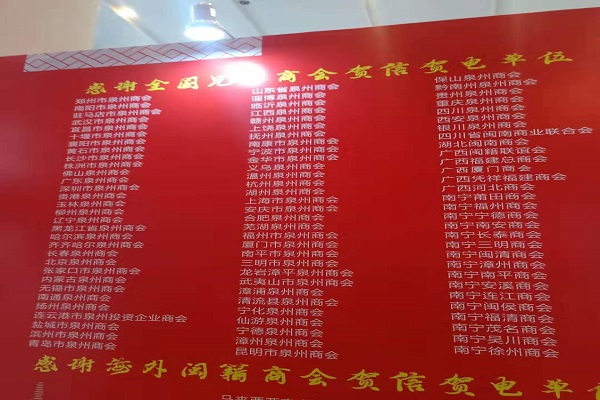 感谢全国兄 商会贺信贺电单位
郑州市泉州商会
南阳市泉州商会
驻马店市泉州商会
武汉市泉州商会
宜昌市泉州商会
十堰市泉州商会
襄阳市泉州商会
黄石市泉州商会
长沙市泉州商会
株洲市泉州商会
佛山泉州商会
广东泉州商会
深圳市泉州商会
贵港泉州商会
玉林泉州商会
柳州泉州商会
辽宁泉州商会
黑龙江省泉州商会
哈尔滨泉州商会
齐齐哈尔泉州商会
长春泉州商会
北京泉州商会
张家口市泉州商会
内蒙古泉州商会
无锡市泉州商会
南通泉州商会
扬州泉州商会
连云港市泉州投资企业商会
盐城市泉州商会
滨州市泉州商会
青岛市泉州商会
山东省泉州商会
淄博泉州商会
临沂泉州商会
江西泉州商会
赣州泉州商会
上饶泉州商会
抚州泉州商会
南康市泉州商会
宁波市泉州商会
金华市泉州商会
义乌泉州商会
温州泉州商会
杭州泉州商会
湖州泉州商会
上海市泉州商会
安庆市泉州商会
合肥泉州商会
芜湖泉州商会
福州市泉州商会
厦门市泉州商会
南平市泉州商会
三明市泉州商会
龙岩漳平泉州商会
武夷山市泉州商会
漳浦泉州商会
清流县泉州商会
宁化泉州商会
仙游泉州商会
宁德泉州商会
漳州泉州商会
昆明市泉州商会
保山泉州商会
黔南州泉州商会
贵州泉州商会
重庆泉州商会
四川泉州商会
西安泉州商会
银川泉州商会
四川省闽南商业联合会
湖北闽南商会
广西闽籍联谊会
广西福建总商会
广西厦门商会
广西凭祥福建商会
广西河北商会
南宁莆田商会
南宁福州商会
南宁宁德商会
南宁南安商会
南宁长泰商会
南宁三明商会
南宁闽清商会
南宁漳州商会
南宁南平商会
南宁安溪商会
南宁连江商会
南宁闽侯商会
南宁福清商会
南宁茂名商会
南宁吴川商会
南宁徐州商会
感谢海外闽籍商会贺信贺电单位